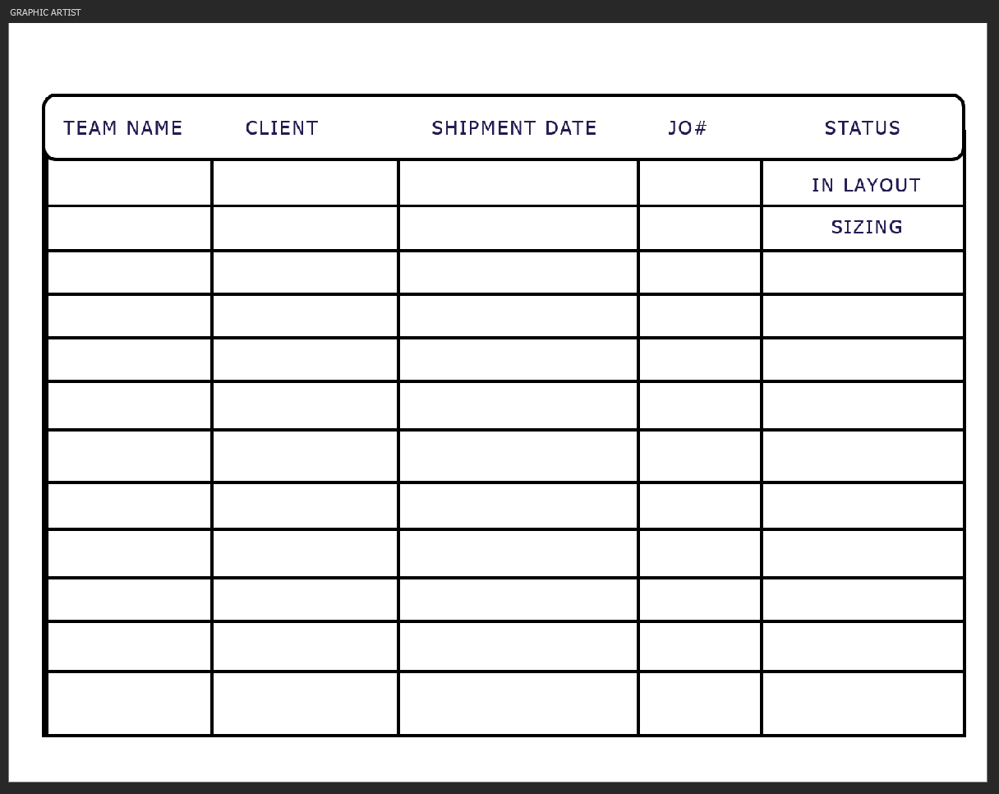 GRAPHIC ARTIST
TEAM NAME CLIENT SHIPMENT DATE JO# STATUS
IN LAYOUT
SIZING